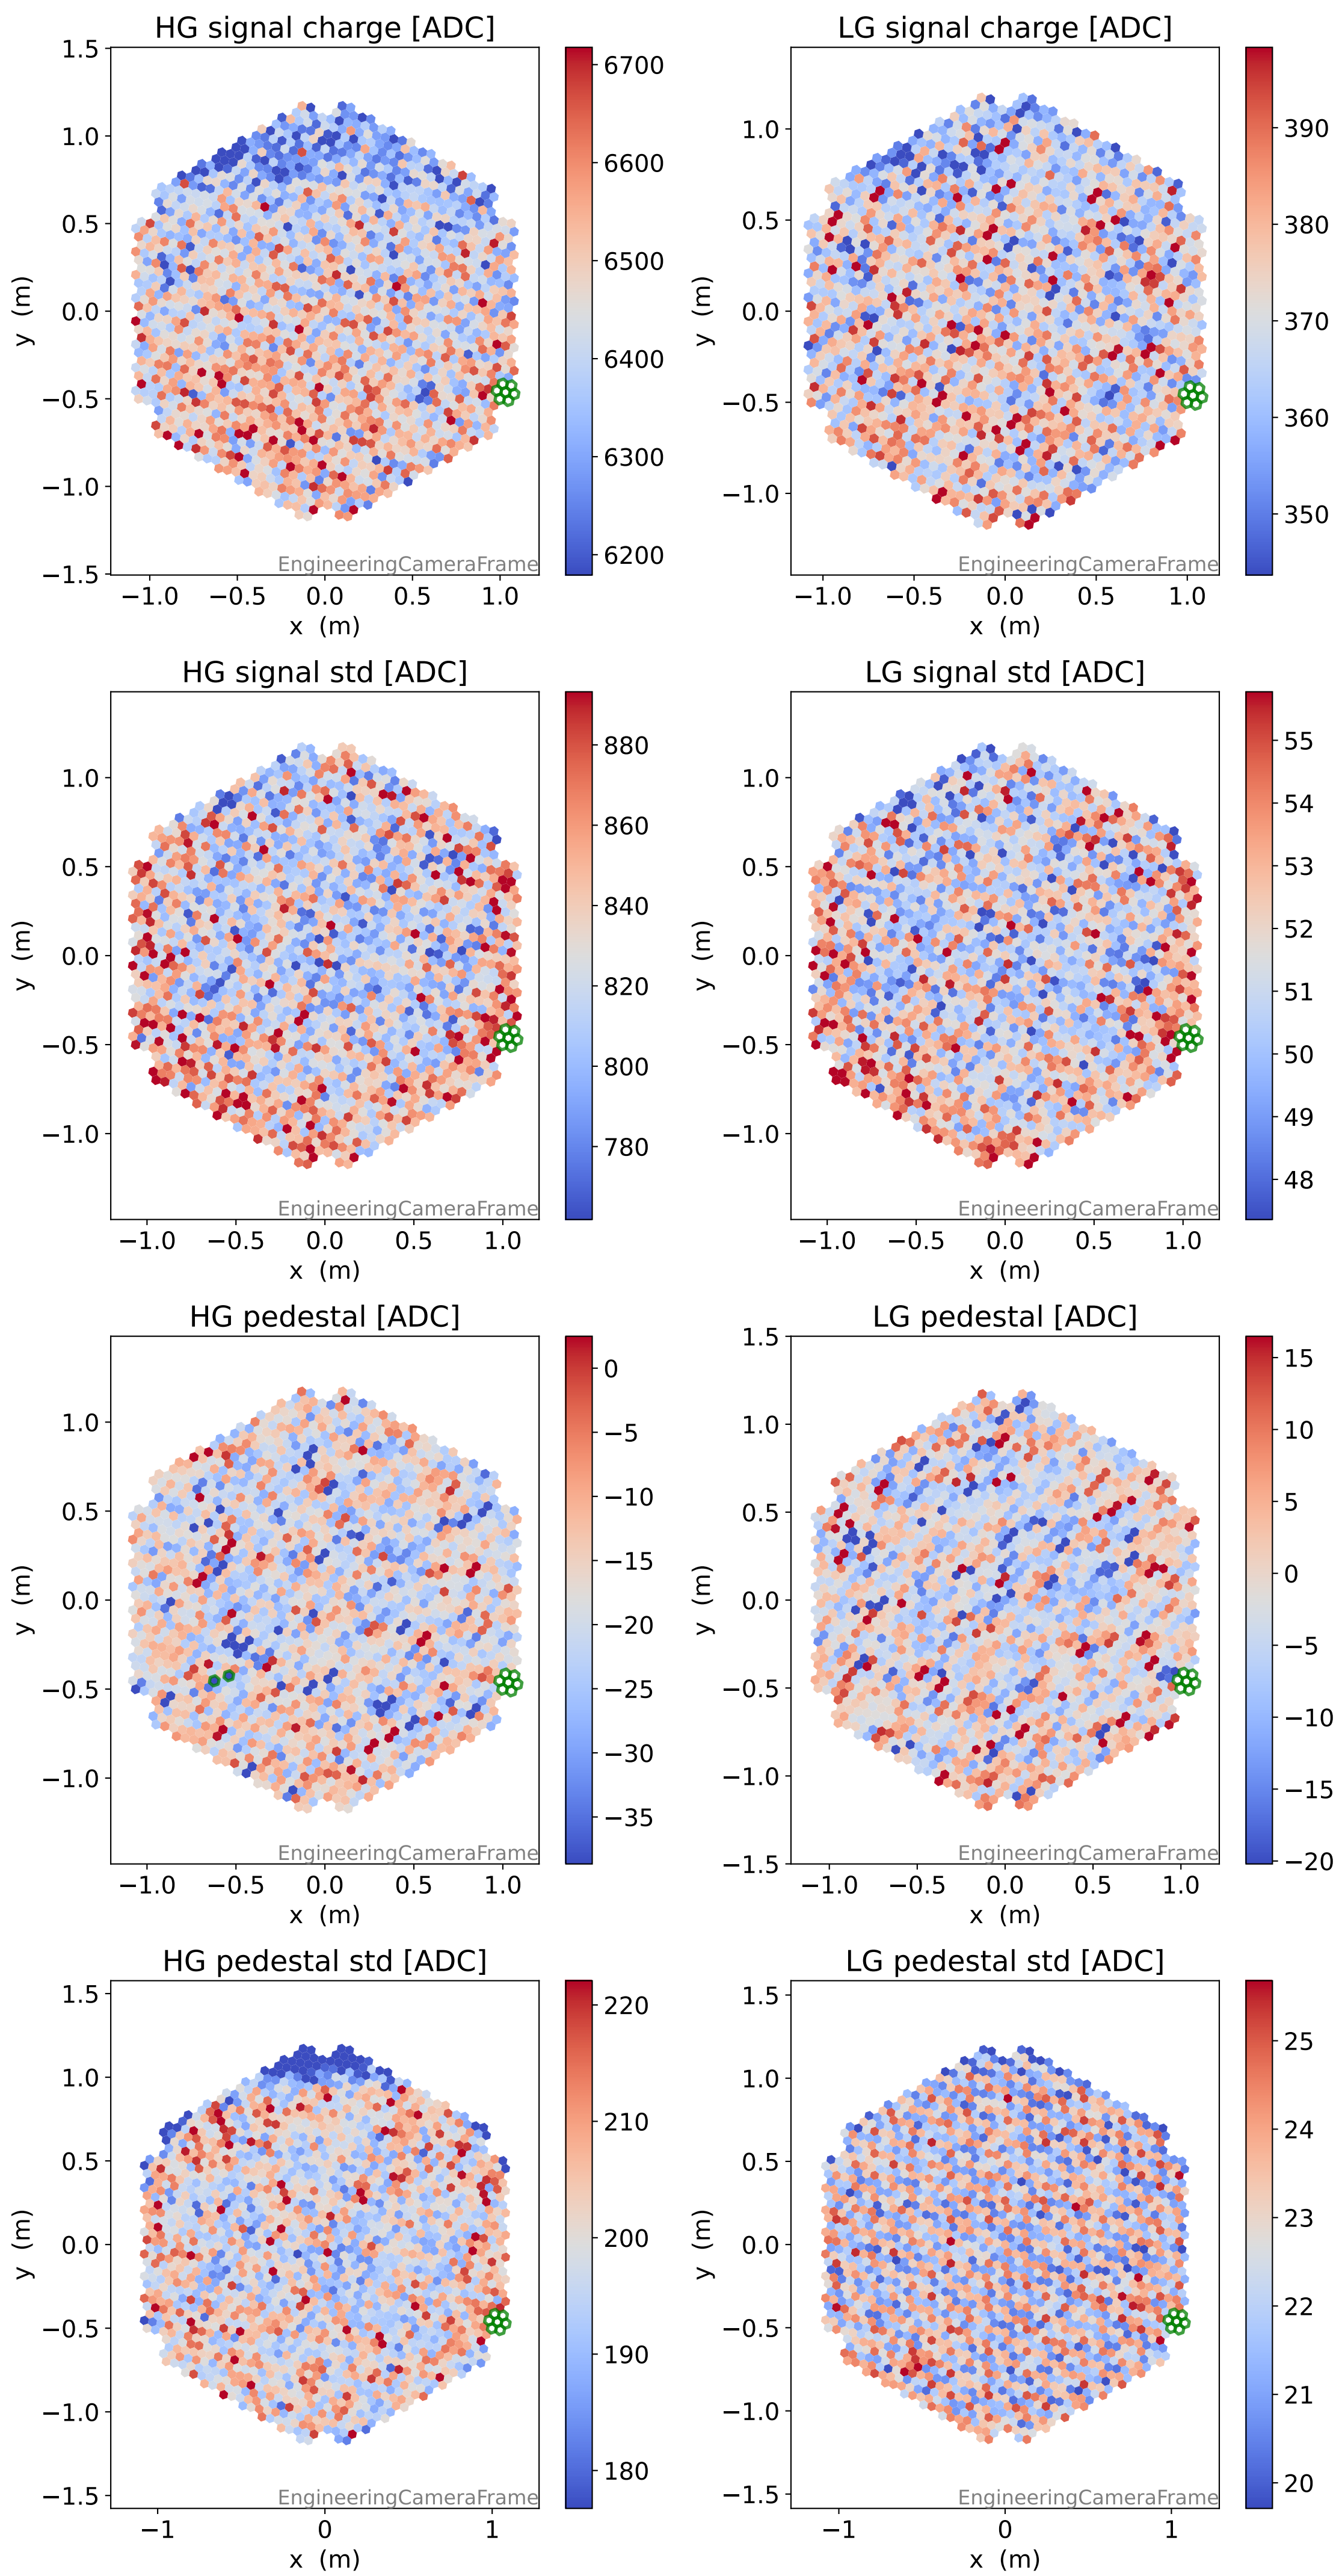 HG signal charge [ADC]
1.5
1.0
0.5
0.0
−0.5
−1.0
−1.5
y (m)
−1.0 −0.5 0.0 0.5 1.0
x (m)
EngineeringCameraFrame
6700
6600
6500
6400
6300
6200
LG signal charge [ADC]
1.0
0.5
0.0
−0.5
−1.0
y (m)
−1.0 −0.5 0.0 0.5 1.0
x (m)
EngineeringCameraFrame
390
380
370
360
350
HG signal std [ADC]
1.0
0.5
0.0
−0.5
−1.0
y (m)
−1.0 −0.5 0.0 0.5 1.0
x (m)
EngineeringCameraFrame
880
860
840
820
800
780
LG signal std [ADC]
1.0
0.5
0.0
−0.5
−1.0
y (m)
−1.0 −0.5 0.0 0.5 1.0
x (m)
EngineeringCameraFrame
55
54
53
52
51
50
49
48
HG pedestal [ADC]
1.0
0.5
0.0
−0.5
−1.0
y (m)
−1.0 −0.5 0.0 0.5 1.0
x (m)
EngineeringCameraFrame
0
−5
−10
−15
−20
−25
−30
−35
LG pedestal [ADC]
1.5
1.0
0.5
0.0
−0.5
−1.0
−1.5
y (m)
−1.0 −0.5 0.0 0.5 1.0
x (m)
EngineeringCameraFrame
15
10
5
0
−5
−10
−15
−20
HG pedestal std [ADC]
1.5
1.0
0.5
0.0
−0.5
−1.0
−1.5
y (m)
−1 0 1
x (m)
EngineeringCameraFrame
220
210
200
190
180
LG pedestal std [ADC]
1.5
1.0
0.5
0.0
−0.5
−1.0
−1.5
y (m)
−1 0 1
x (m)
EngineeringCameraFrame
25
24
23
22
21
20